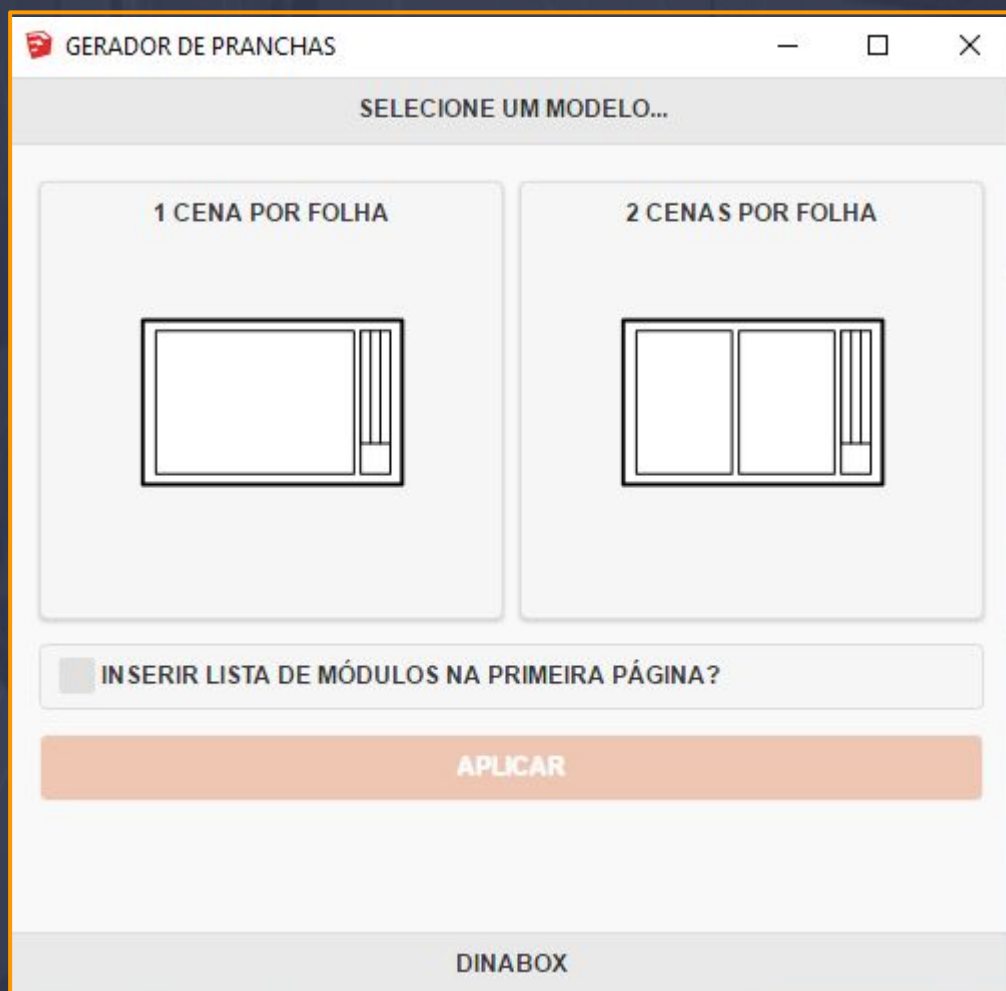 GERADOR DE PRANCHAS
SELECIONE UM MODELO...
1 CENA POR FOLHA
2 CENAS POR FOLHA
INSERIR LISTA DE MÓDULOS NA PRIMEIRA PÁGINA?
APLICAR
DINABOX